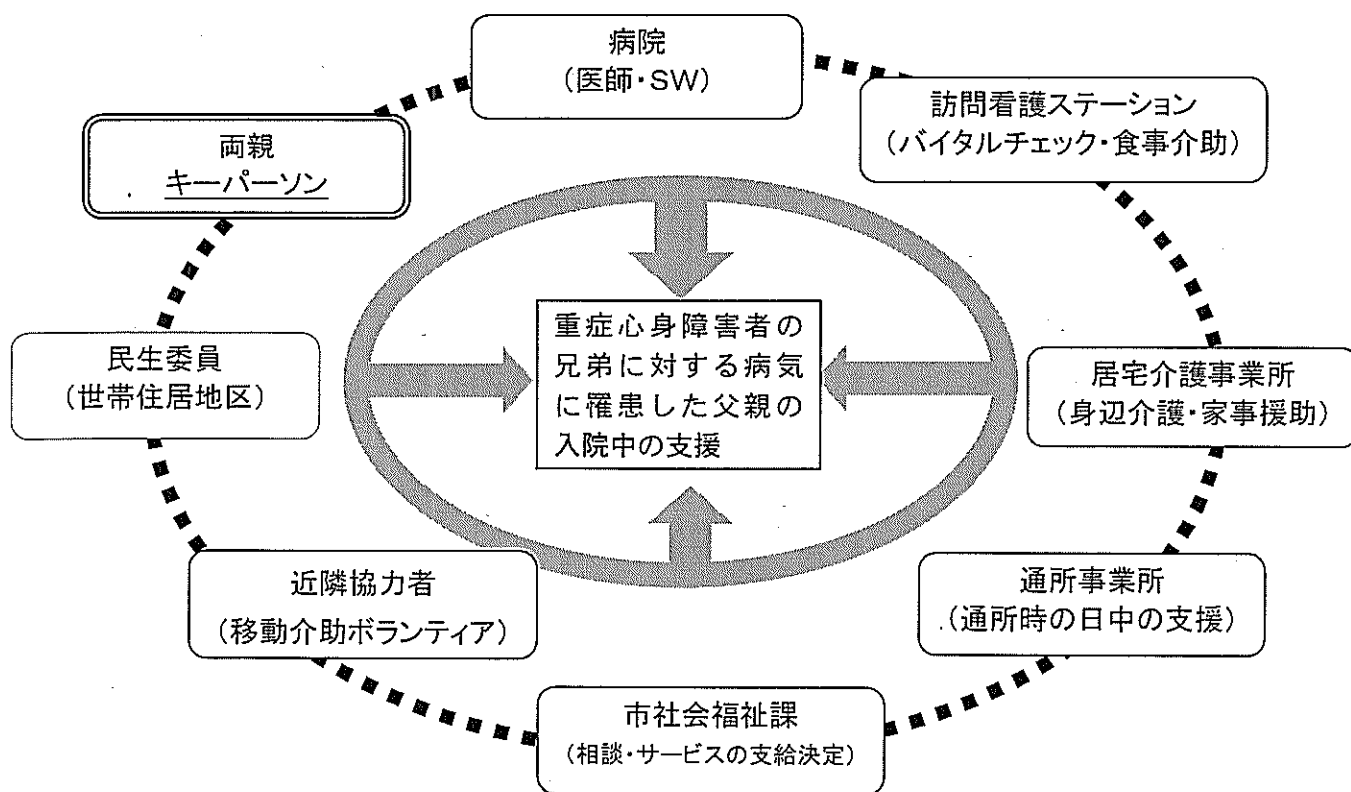 病院
(医師・SW)
訪問看護ステーション
(バイタルチェック・食事介助)
両親
キーパーソン
重症心身障害者の
兄弟に対する病気
に罹患した父親の
入院中の支援
民生委員
(世帯住居地区)
居宅介護事業所
(身辺介護・家事援助)
近隣協力者
(移動介助ボランティア)
通所事業所
(通所時の日中の支援)
市社会福祉課
(相談・サービスの支給決定)